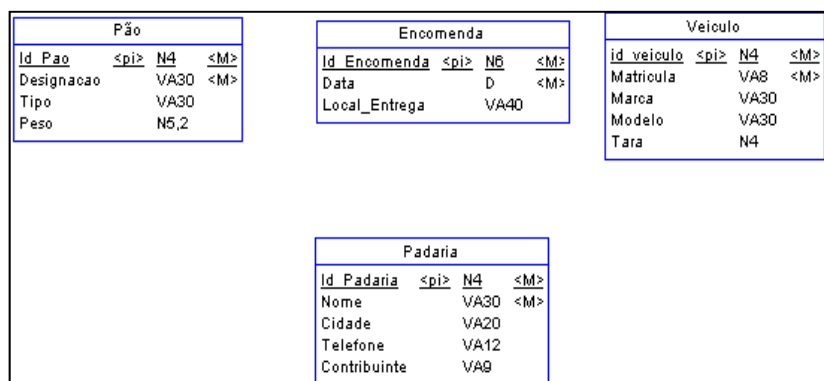 Pão
Id_Pao <pi> N4 <M>
Designacao VA30 <M>
Tipo VA30
Peso N5,2
Encomenda
Id_Encomenda <pi> N6 <M>
Data D <M>
Local_Entrega VA40
Veiculo
id_veiculo <pi> N4 <M>
Matricula VA8 <M>
Marca VA30
Modelo VA30
Tara N4
Padaria
Id_Padaria <pi> N4 <M>
Nome VA30 <M>
Cidade VA20
Telefone VA12
Contribuinte VA9